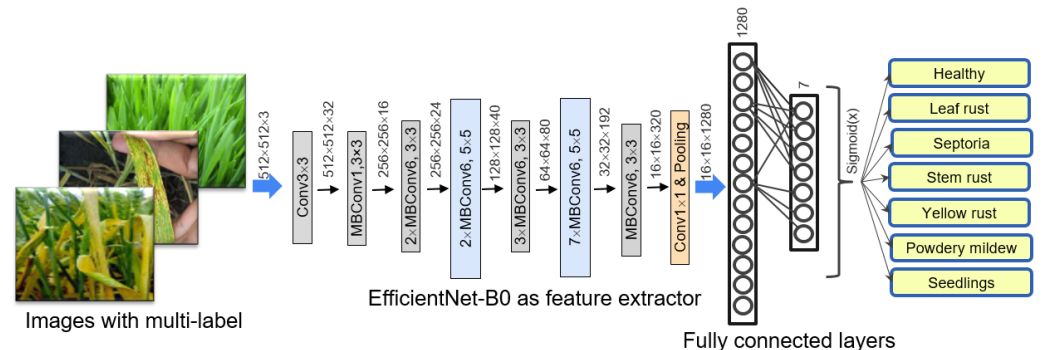 Images with multi-label
512×512×3
Conv3×3
512×512×32
MBConv1,3×3
256×256×16
2×MBConv6, 3×3
256×256×24
2×MBConv6, 5×5
128×128×40
3×MBConv6, 3×3
64×64×80
7×MBConv6, 5×5
32×32×192
MBConv6, 3×3
16×16×320
Conv1×1 & Pooling
16×16×1280
EfficientNet-B0 as feature extractor
1280
7
Fully connected layers
Sigmoid(x)
Healthy
Leaf rust
Septoria
Stem rust
Yellow rust
Powdery mildew
Seedlings